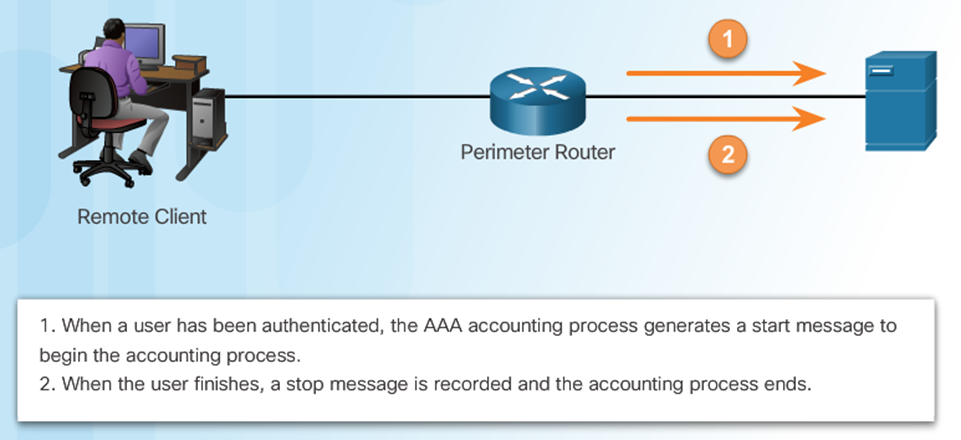 1
Perimeter Router
2
Remote Client
1. When a user has been authenticated, the AAA accounting process generates a start message to
begin the accounting process.
2. When the user finishes, a stop message is recorded and the accounting process ends.